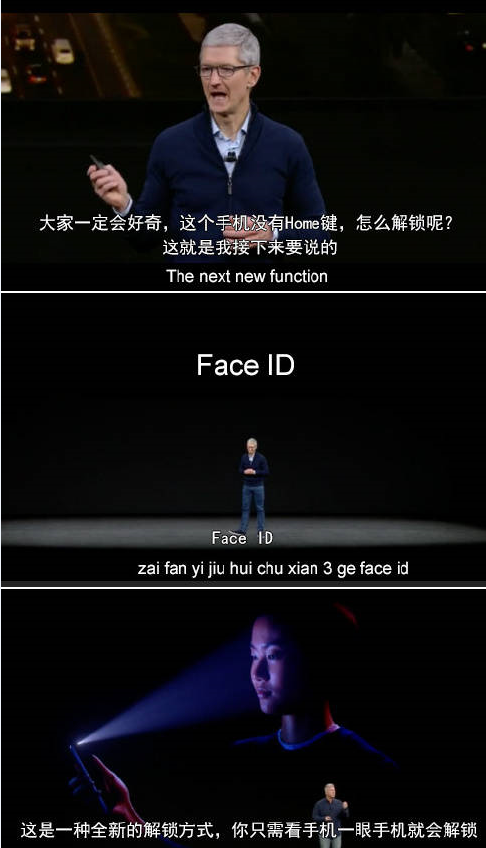 大家一定会好奇，这个手机没有Home键，怎么解锁呢？
这就是我接下来要说的
The next new function
Face ID
Face ID
zai fan yi jiu hui chu xian 3 ge face id
这是一种全新的解锁方式，你只需看手机一眼手机就会解锁